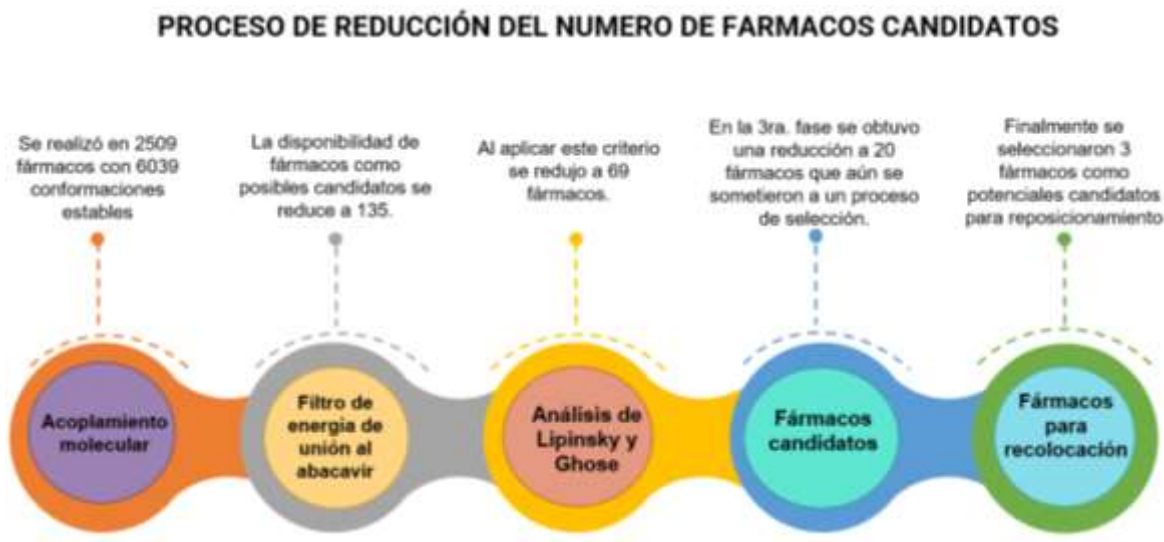 PROCESO DE REDUCCIÓN DEL NUMERO DE FARMACOS CANDIDATOS
Se realizó en 2509
fármacos con 6039
conformaciones
estables
La disponibilidad de
fármacos como
posibles candidatos se
reduce a 135.
Al aplicar este criterio
se redujo a 69
fármacos.
En la 3ra. fase se obtuvo
una reducción a 20
fármacos que aún se
sometieron a un proceso
de selección.
Finalmente se
seleccionaron 3
fármacos como
potenciales candidatos
para reposicionamiento
Acoplamiento
molecular
Filtro de
energía de
unión al
abacavir
Análisis de
Lipinsky y
Ghose
Fármacos
candidatos
Fármacos
para
recolocación